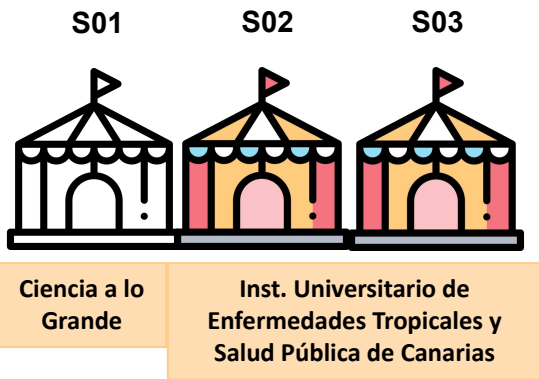 S01
S02
S03
Ciencia a lo
Grande
Inst. Universitario de
Enfermedades Tropicales y
Salud Pública de Canarias